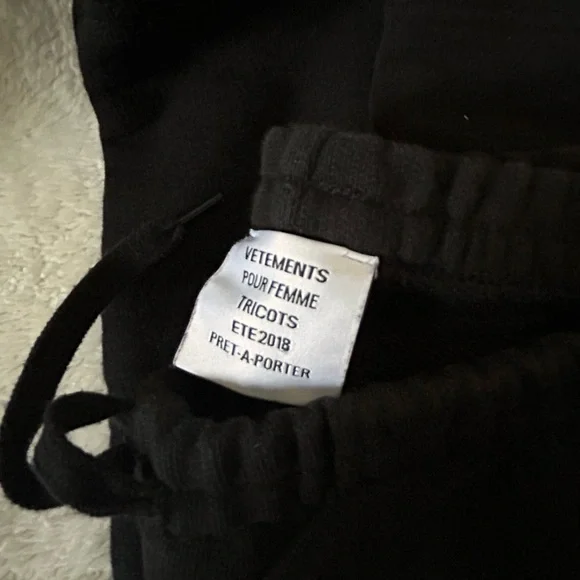 VETEMENTS
POUR FEMME
TRICOTS
ETE2018
PRET-A-PORTER